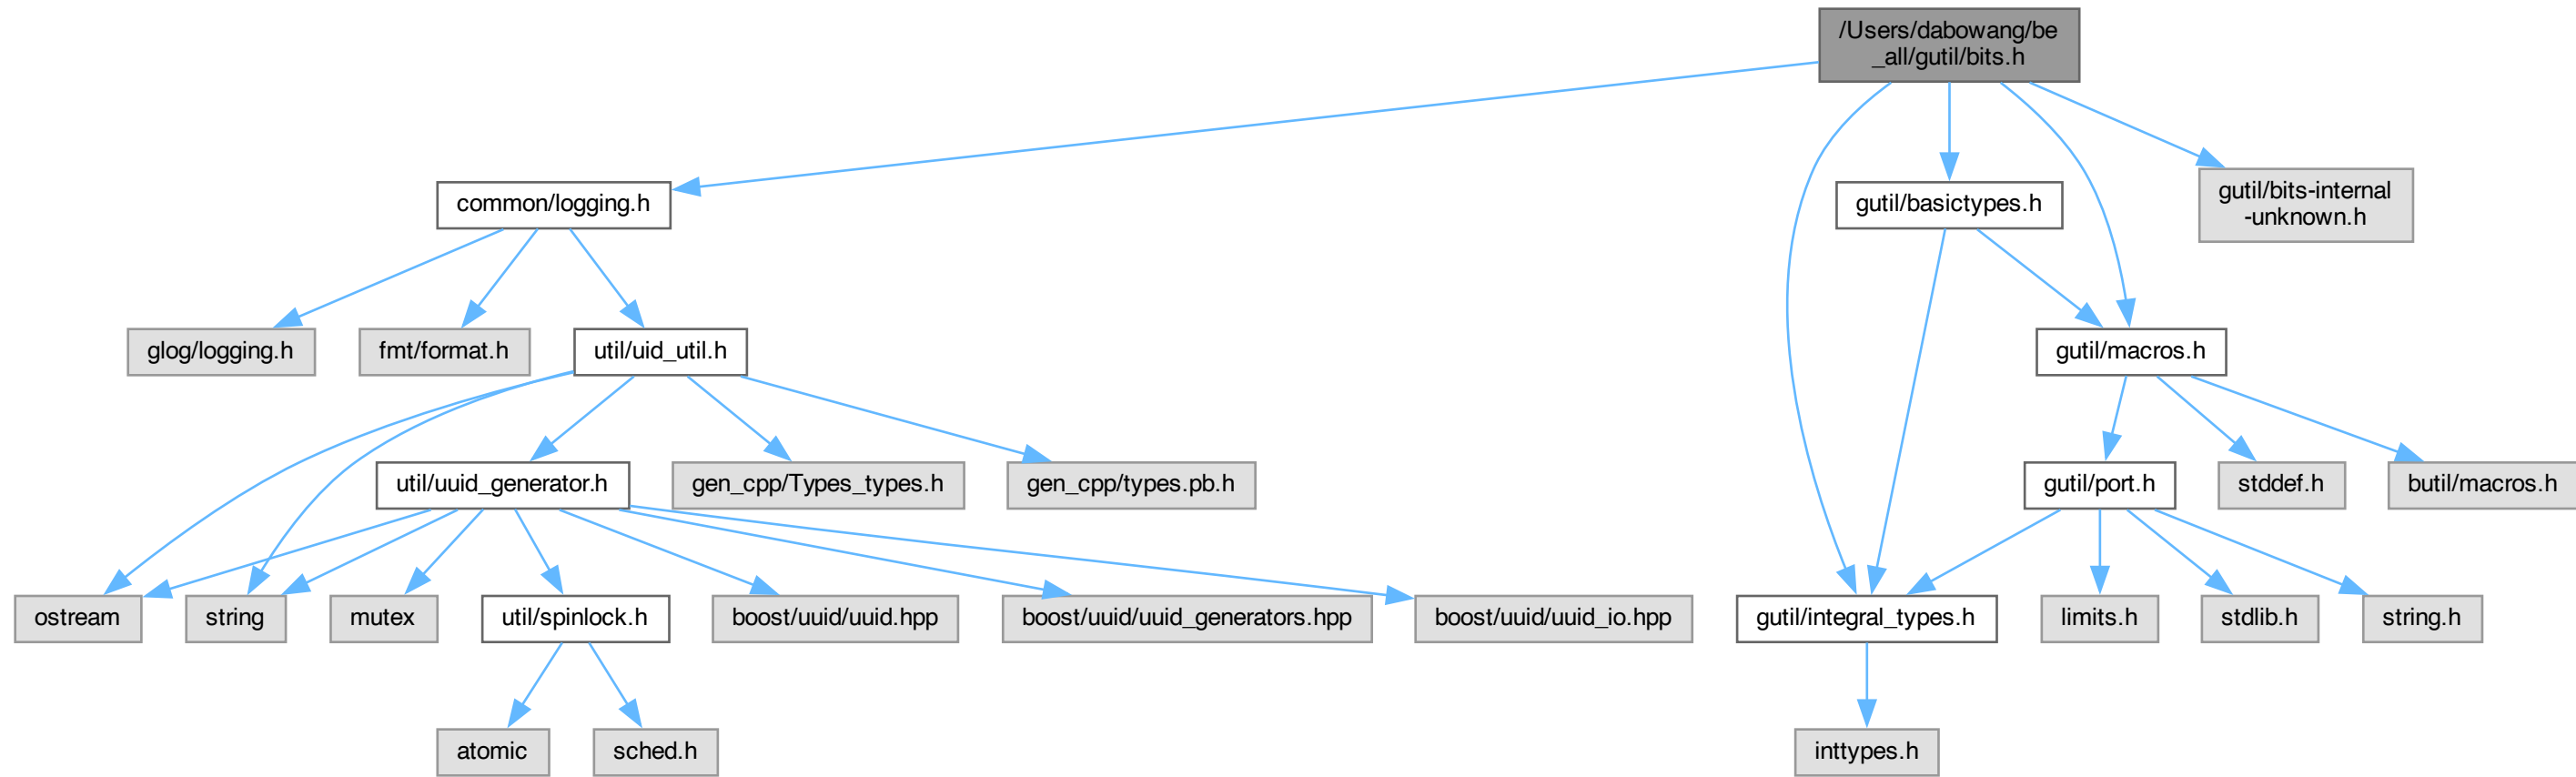 /Users/dabowang/be
_all/gutil/bits.h
common/logging.h
gutil/basictypes.h
gutil/bits-internal
-unknown.h
glog/logging.h
fmt/format.h
util/uid_util.h
gutil/macros.h
util/uuid_generator.h
gen_cpp/Types_types.h
gen_cpp/types.pb.h
gutil/port.h
stddef.h
butil/macros.h
ostream
string
mutex
util/spinlock.h
boost/uuid/uuid.hpp
boost/uuid/uuid_generators.hpp
boost/uuid/uuid_io.hpp
gutil/integral_types.h
limits.h
stdlib.h
string.h
atomic
sched.h
inttypes.h